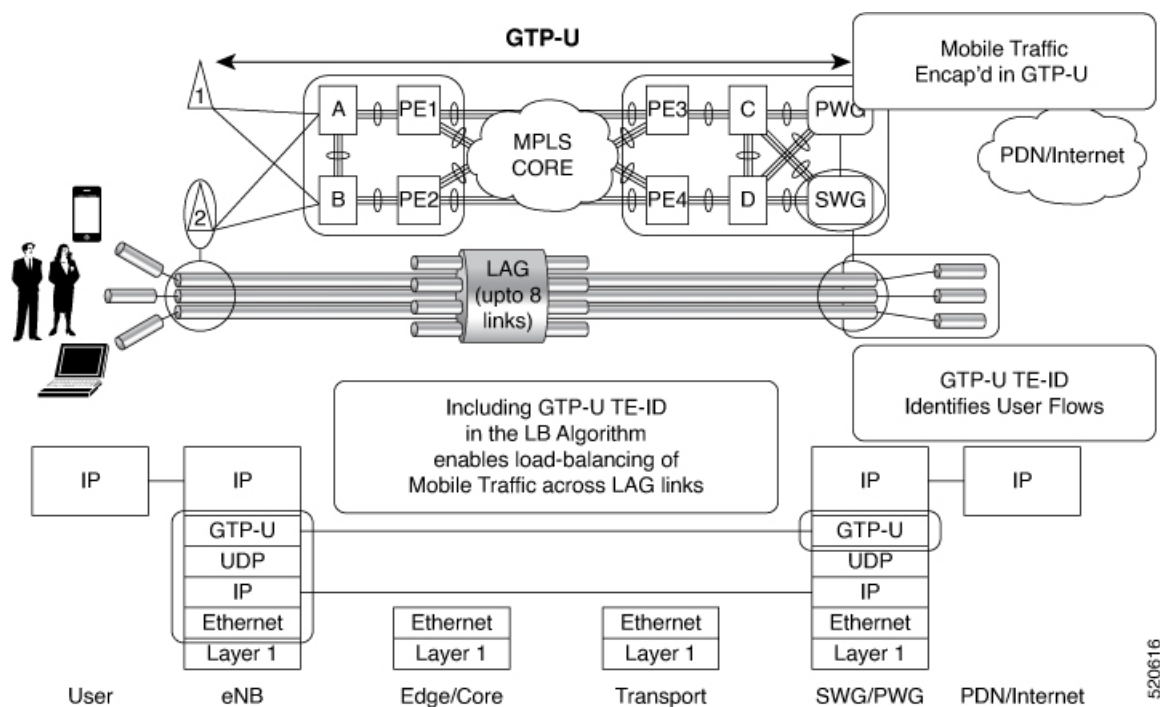 GTP-U
Mobile Traffic
Encap'd in GTP-U
1
A
PE1
PE3
C
PWG
MPLS
CORE
PDN/Internet
2
B
PE2
PE4
D
SWG
LAG
(upto 8
links)
GTP-U TE-ID
Identifies User Flows
Including GTP-U TE-ID
in the LB Algorithm
enables load-balancing of
Mobile Traffic across LAG links
IP
IP
IP
IP
GTP-U
GTP-U
UDP
UDP
IP
IP
Ethernet
Ethernet
Ethernet
Ethernet
Layer 1
Layer 1
Layer 1
Layer 1
User
eNB
Edge/Core
Transport
SWG/PWG
PDN/Internet
520616